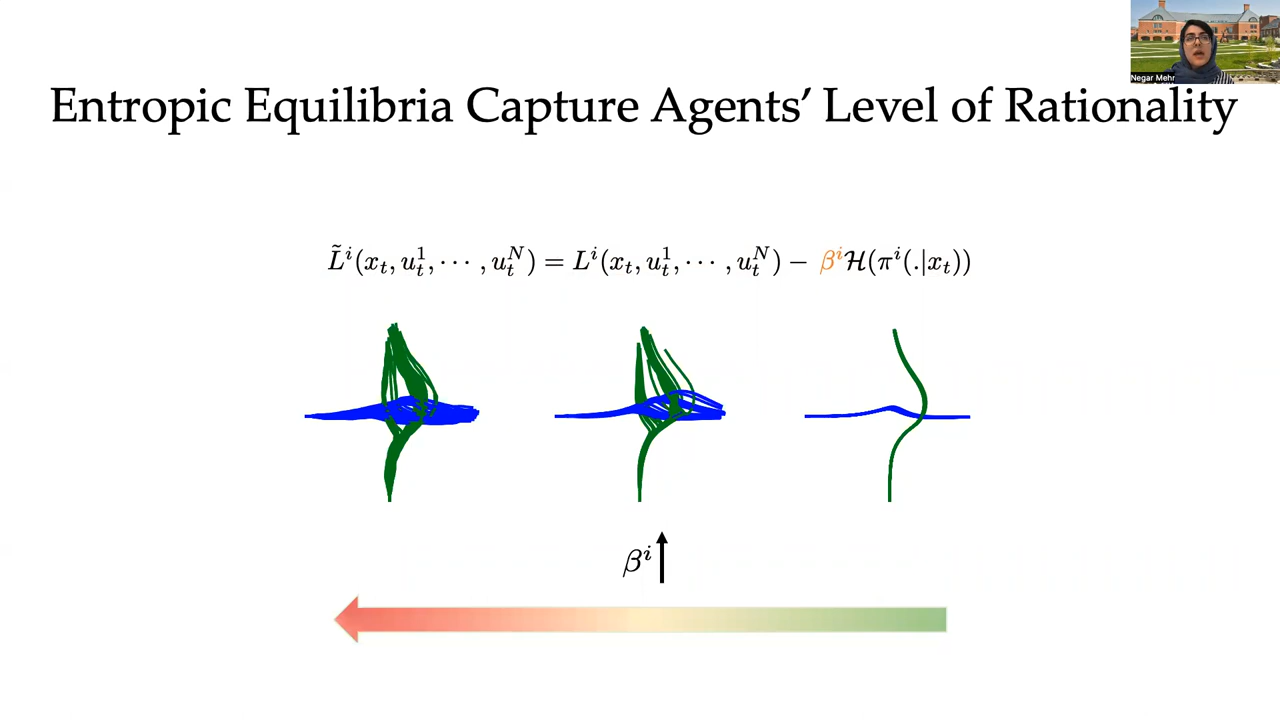 Negar Mehr
Entropic Equilibria Capture Agents’ Level of Rationality
L̃ⁱ(xₜ, uₜ¹, ⋯ , uₜᴺ) = Lⁱ(xₜ, uₜ¹, ⋯ , uₜᴺ) − βⁱℋ(πⁱ(.|xₜ))
βⁱ